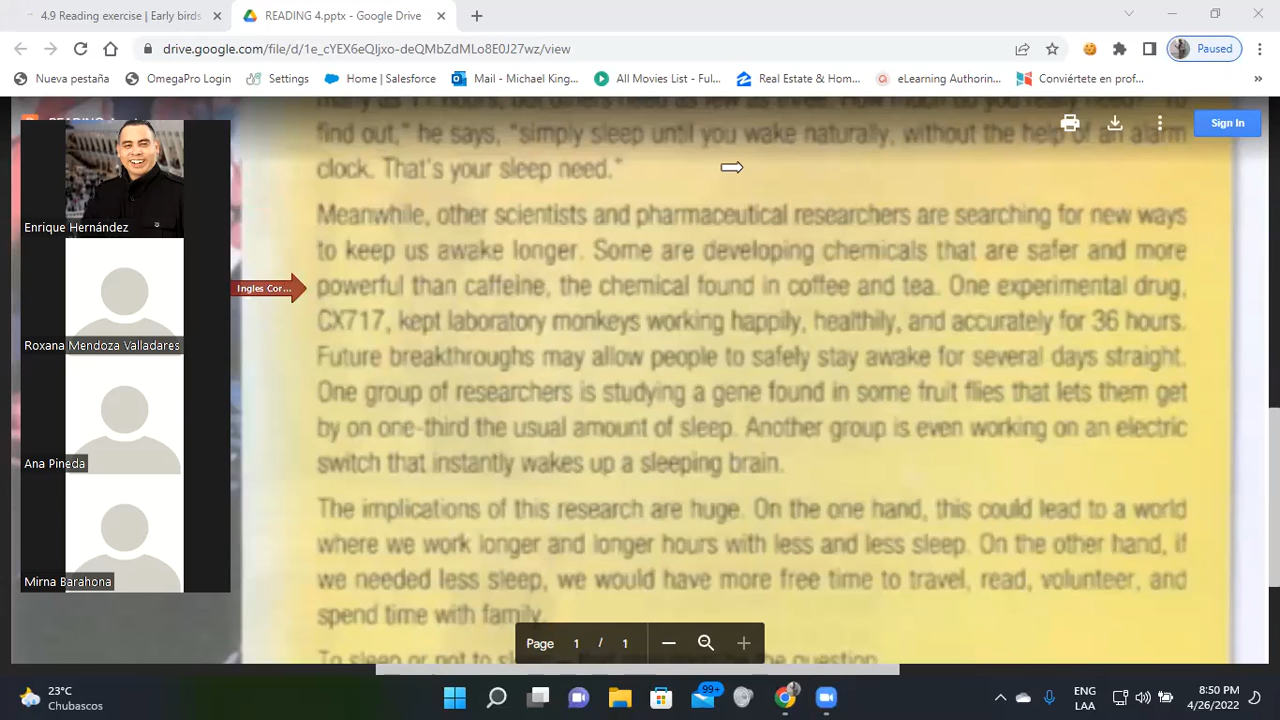 4.9 Reading exercise | Early birds
READING 4.pptx - Google Drive
drive.google.com/file/d/1e_cYEX6eQIjxo-deQMbZdMLo8E0J27wz/view
Paused
Nueva pestaña
OmegaPro Login
Settings
Home | Salesforce
Mail - Michael King...
All Movies List - Ful...
Real Estate & Hom...
eLearning Authorin...
Conviértete en prof...
»
Sign In
find out," he says, "simply sleep until you wake naturally, without the help of an alarm
clock. That's your sleep need."
Meanwhile, other scientists and pharmaceutical researchers are searching for new ways
to keep us awake longer. Some are developing chemicals that are safer and more
powerful than caffeine, the chemical found in coffee and tea. One experimental drug,
CX717, kept laboratory monkeys working happily, healthily, and accurately for 36 hours.
Future breakthroughs may allow people to safely stay awake for several days straight.
One group of researchers is studying a gene found in some fruit flies that lets them get
by on one-third the usual amount of sleep. Another group is even working on an electric
switch that instantly wakes up a sleeping brain.
The implications of this research are huge. On the one hand, this could lead to a world
where we work longer and longer hours with less and less sleep. On the other hand, if
we needed less sleep, we would have more free time to travel, read, volunteer, and
spend time with family.
To sleep or not to the question.
Enrique Hernández
Ingles Cor...
Roxana Mendoza Valladares
Ana Pineda
Mirna Barahona
Page 1 / 1
23°C
Chubascos
99+
ENG
LAA
8:50 PM
4/26/2022